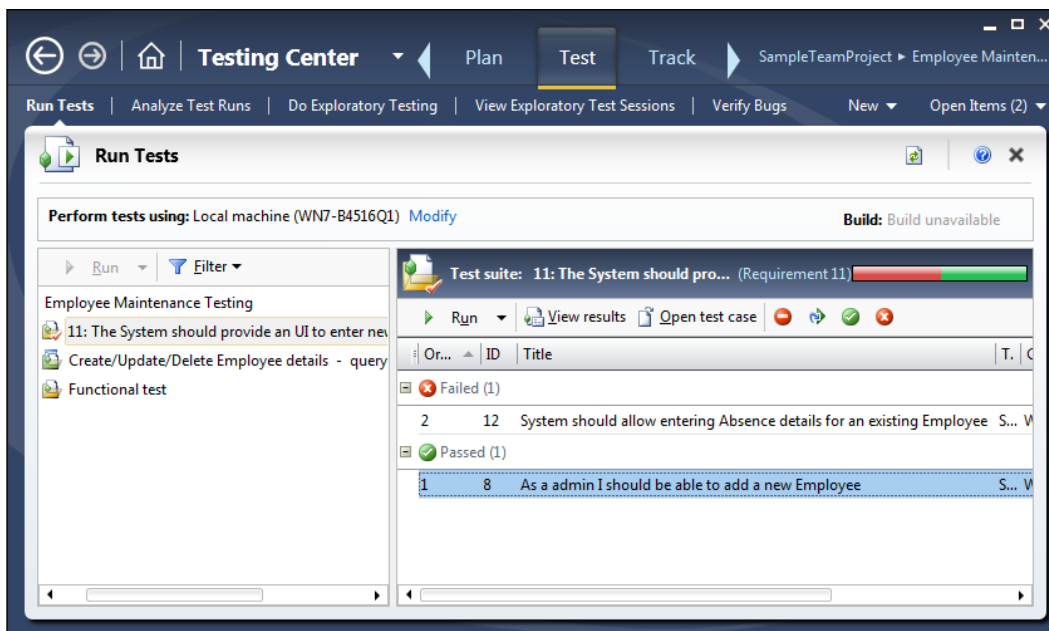 Testing Center Plan Test Track SampleTeamProject ▸ Employee Mainten...
Run Tests | Analyze Test Runs | Do Exploratory Testing | View Exploratory Test Sessions | Verify Bugs New Open Items (2)
Run Tests
Perform tests using: Local machine (WN7-B4516Q1) Modify Build: Build unavailable
Run Filter
Employee Maintenance Testing
11: The System should provide an UI to enter new
Create/Update/Delete Employee details - query
Functional test
Test suite: 11: The System should pro... (Requirement 11)
Run View results Open test case
Or... ID Title T.
Failed (1)
2 12 System should allow entering Absence details for an existing Employee S...
Passed (1)
1 8 As a admin I should be able to add a new Employee S...